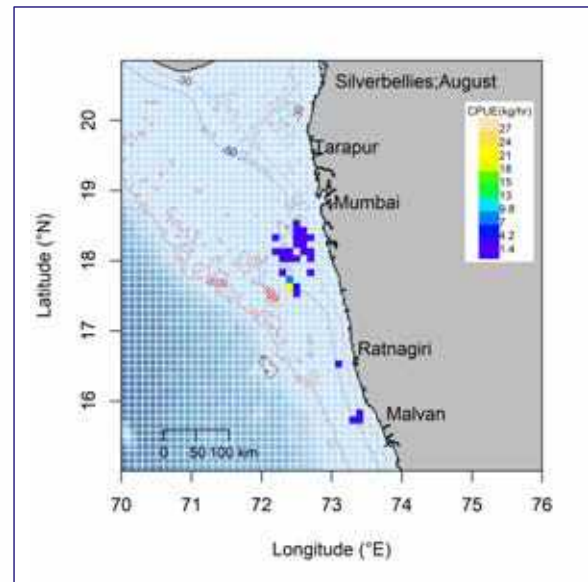 Silverbellies;August
CPUE(kg/hr)
27
24
21
18
15
13
9.8
7
4.2
1.4
Tarapur
Mumbai
Ratnagiri
Malvan
0 50 100 km
20
19
18
17
16
Latitude (°N)
70 71 72 73 74 75 76
Longitude (°E)